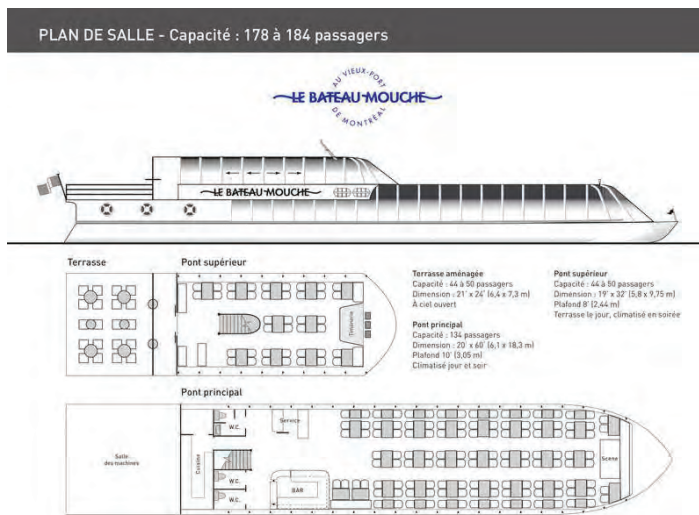 PLAN DE SALLE - Capacité : 178 à 184 passagers
AU VIEUX-PORT
LE BATEAU-MOUCHE
DE MONTRÉAL
LE BATEAU-MOUCHE
Terrasse
Pont supérieur
Timonerie
Terrasse aménagée
Capacité : 44 à 50 passagers
Dimension : 21' x 24' (6,4 x 7,3 m)
À ciel ouvert
Pont principal
Capacité : 134 passagers
Dimension : 20' x 60' (6,1 x 18,3 m)
Plafond 10' (3,05 m)
Climatisé jour et soir
Pont supérieur
Capacité : 44 à 50 passagers
Dimension : 19' x 32' (5,8 x 9,75 m)
Plafond 8' (2,44 m)
Terrasse le jour, climatisé en soirée
Pont principal
Salle
des machines
Cuisine
W.C.
W.C.
W.C.
Service
BAR
Scène